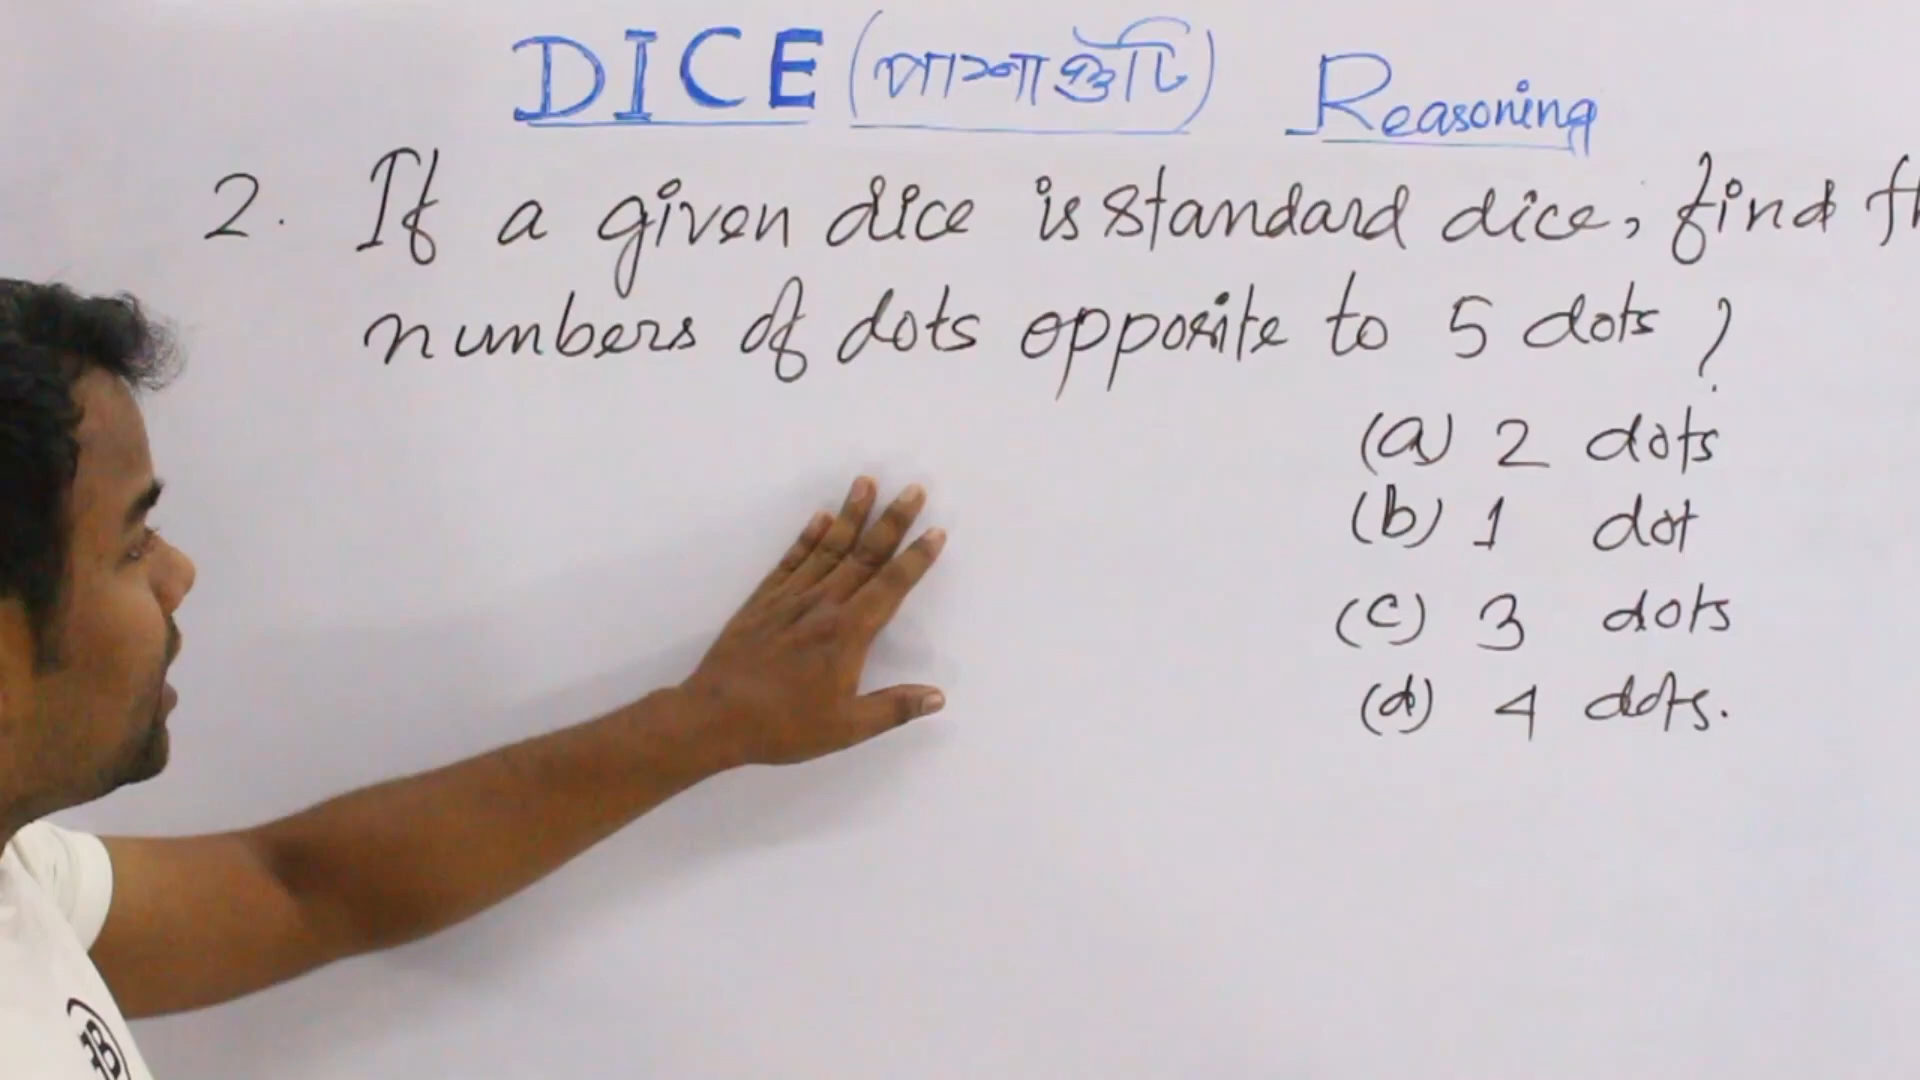 DICE (পাশাগুটি) Reasoning
2. If a given dice is standard dice, find th
numbers of dots opposite to 5 dots ?
(a) 2 dots
(b) 1 dot
(c) 3 dots
(d) 4 dots.